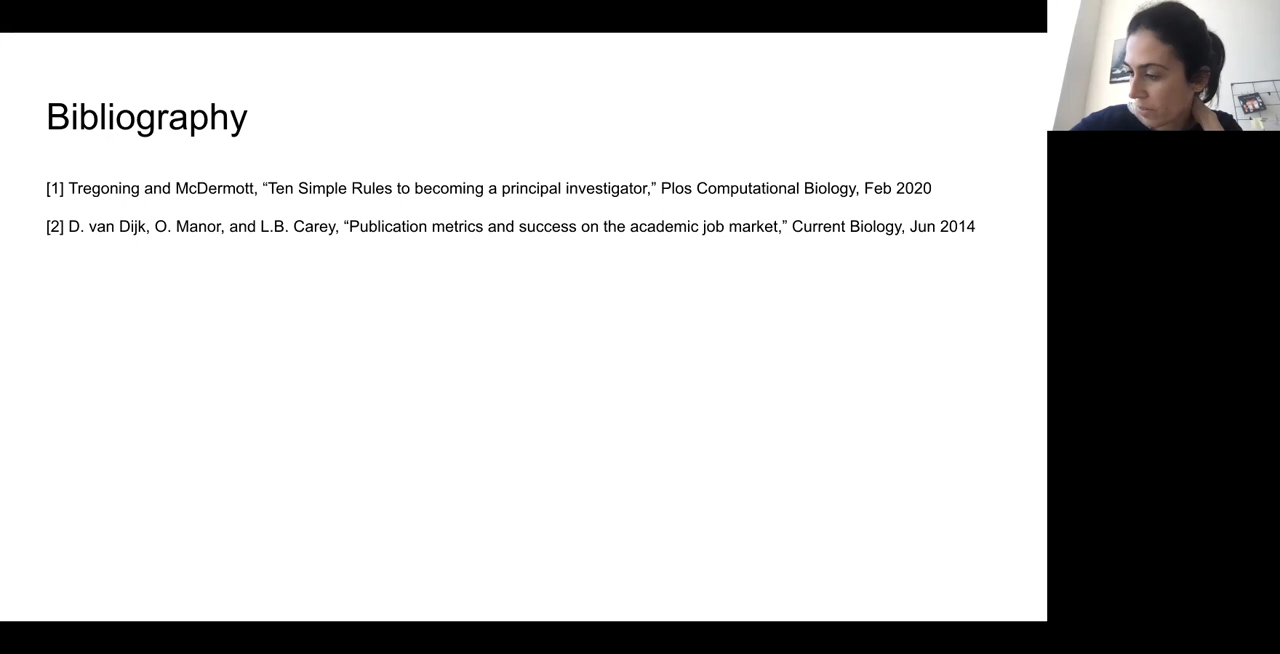 Bibliography
[1] Tregoning and McDermott, “Ten Simple Rules to becoming a principal investigator,” Plos Computational Biology, Feb 2020
[2] D. van Dijk, O. Manor, and L.B. Carey, “Publication metrics and success on the academic job market,” Current Biology, Jun 2014